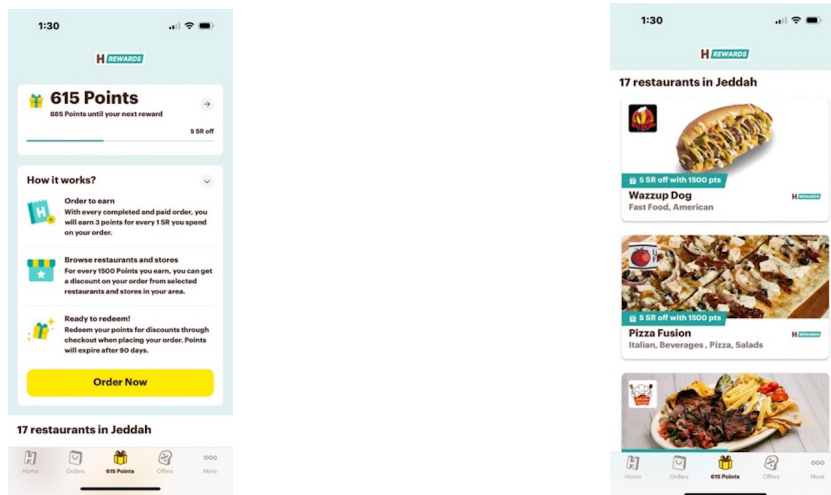 1:30
H REWARDS
615 Points
885 Points until your next reward
5 SR off
How it works?
Order to earn
With every completed and paid order, you
will earn 3 points for every 1 SR you spend
on your order.
Browse restaurants and stores
For every 1500 Points you earn, you can get
a discount on your order from selected
restaurants and stores in your area.
Ready to redeem!
Redeem your points for discounts through
checkout when placing your order. Points
will expire after 90 days.
Order Now
17 restaurants in Jeddah
Home Orders 615 Points Offers More
1:30
H REWARDS
17 restaurants in Jeddah
5 SR off with 1500 pts
Wazzup Dog
H REWARDS
Fast Food, American
5 SR off with 1500 pts
Pizza Fusion
H REWARDS
Italian, Beverages , Pizza, Salads
Home Orders 615 Points Offers More